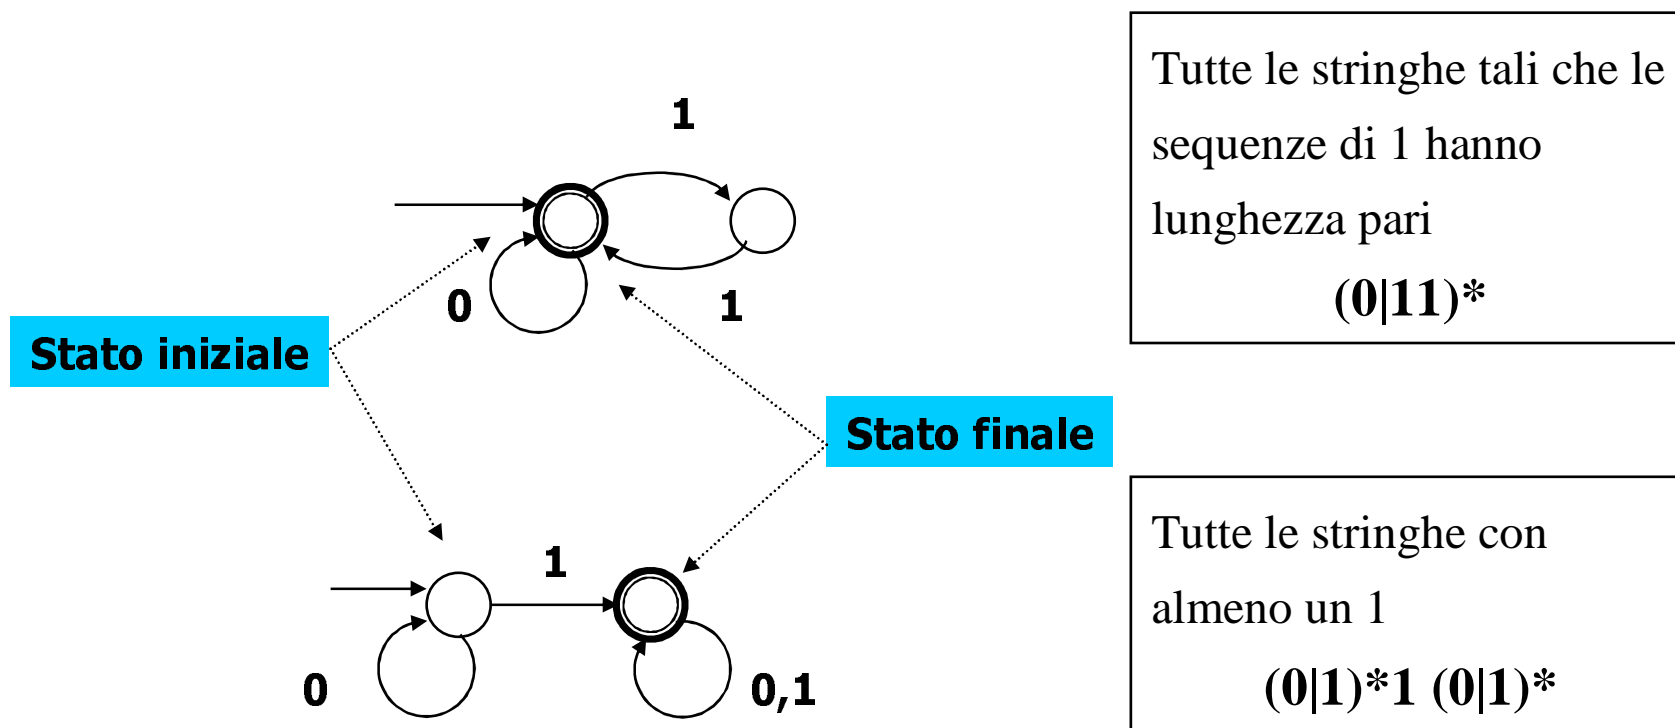 Tutte le stringhe tali che le
sequenze di 1 hanno
lunghezza pari
(0|11)*
1
0
1
Stato iniziale
Stato finale
1
0
0,1
Tutte le stringhe con
almeno un 1
(0|1)*1 (0|1)*